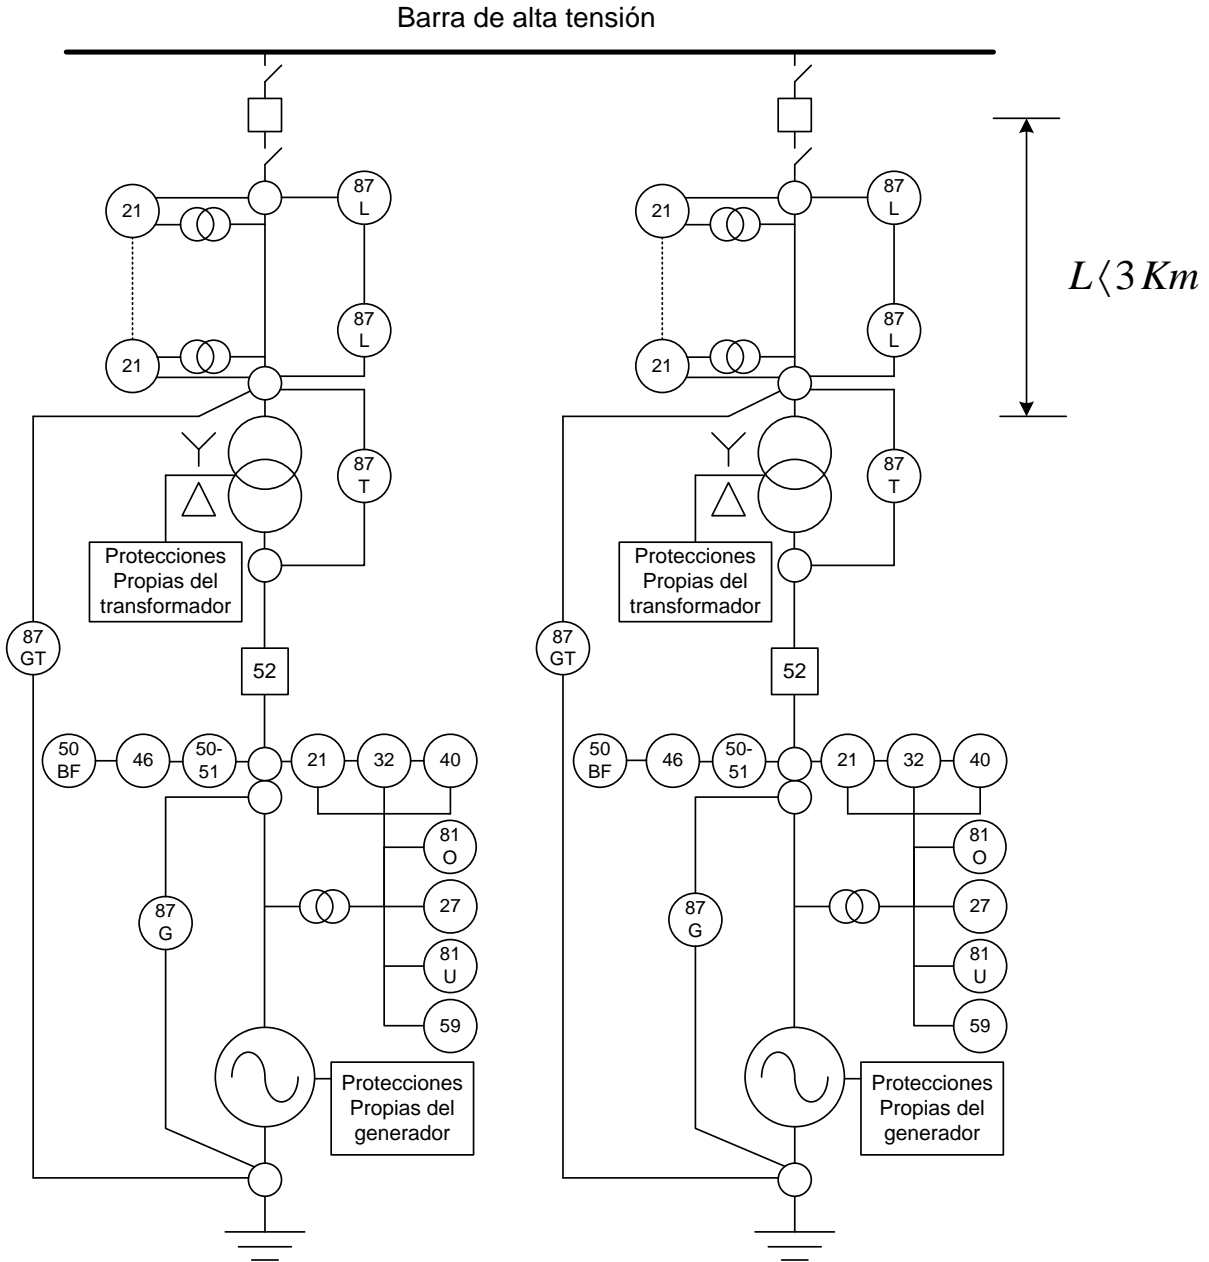 Barra de alta tensión
87
L
21
87
L
21
87
T
Protecciones
Propias del
transformador
87
GT
52
50
BF
46
50-
51
21
32
40
81
O
27
87
G
81
U
59
Protecciones
Propias del
generador
87
L
21
87
L
21
87
T
Protecciones
Propias del
transformador
87
GT
52
50
BF
46
50-
51
21
32
40
81
O
27
87
G
81
U
59
Protecciones
Propias del
generador
L〈3 Km